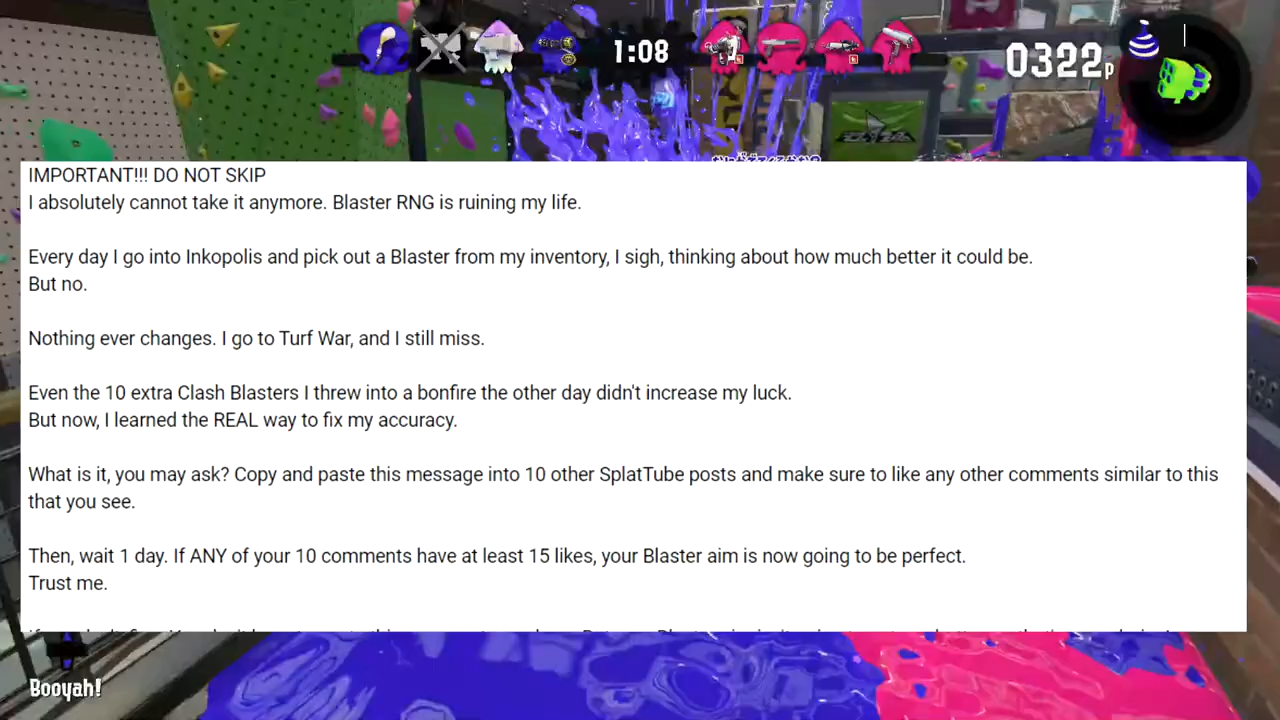 1:08
0322p
IMPORTANT!!! DO NOT SKIP
I absolutely cannot take it anymore. Blaster RNG is ruining my life.
Every day I go into Inkopolis and pick out a Blaster from my inventory, I sigh, thinking about how much better it could be.
But no.
Nothing ever changes. I go to Turf War, and I still miss.
Even the 10 extra Clash Blasters I threw into a bonfire the other day didn't increase my luck.
But now, I learned the REAL way to fix my accuracy.
What is it, you may ask? Copy and paste this message into 10 other SplatTube posts and make sure to like any other comments similar to this
that you see.
Then, wait 1 day. If ANY of your 10 comments have at least 15 likes, your Blaster aim is now going to be perfect.
Trust me.
Booyah!